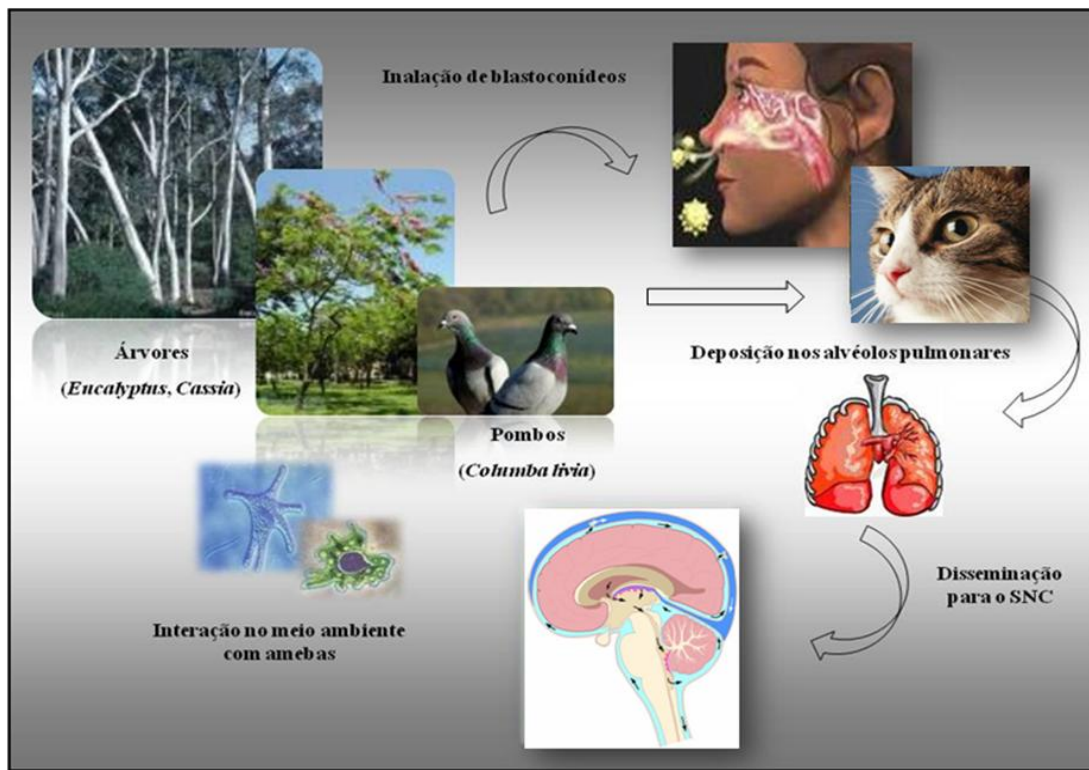 Inalação de blastoconídeos
Árvores
(Eucalyptus, Cassia)
Pombos
(Columba livia)
Deposição nos alvéolos pulmonares
Disseminação
para o SNC
Interação no meio ambiente
com amebas